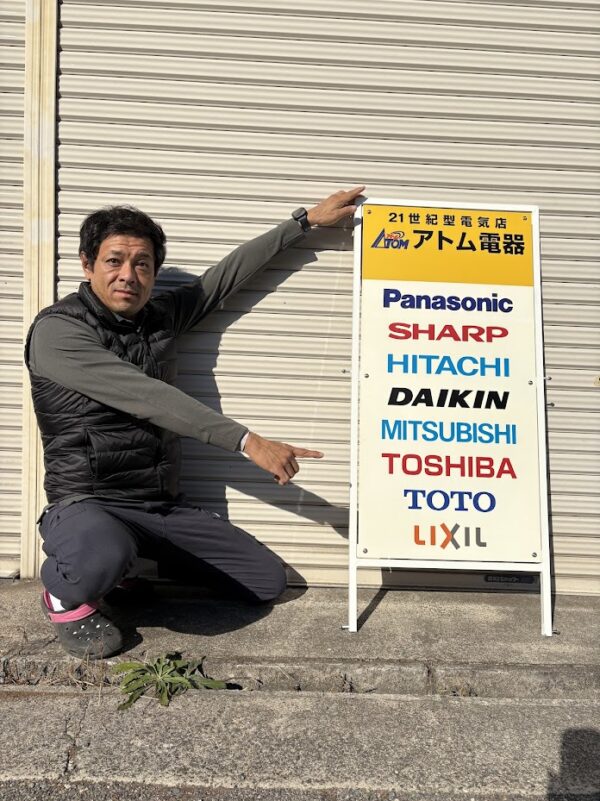 21世紀型電気店
ATOM アトム電器
Panasonic
SHARP
HITACHI
DAIKIN
MITSUBISHI
TOSHIBA
TOTO
LIXIL